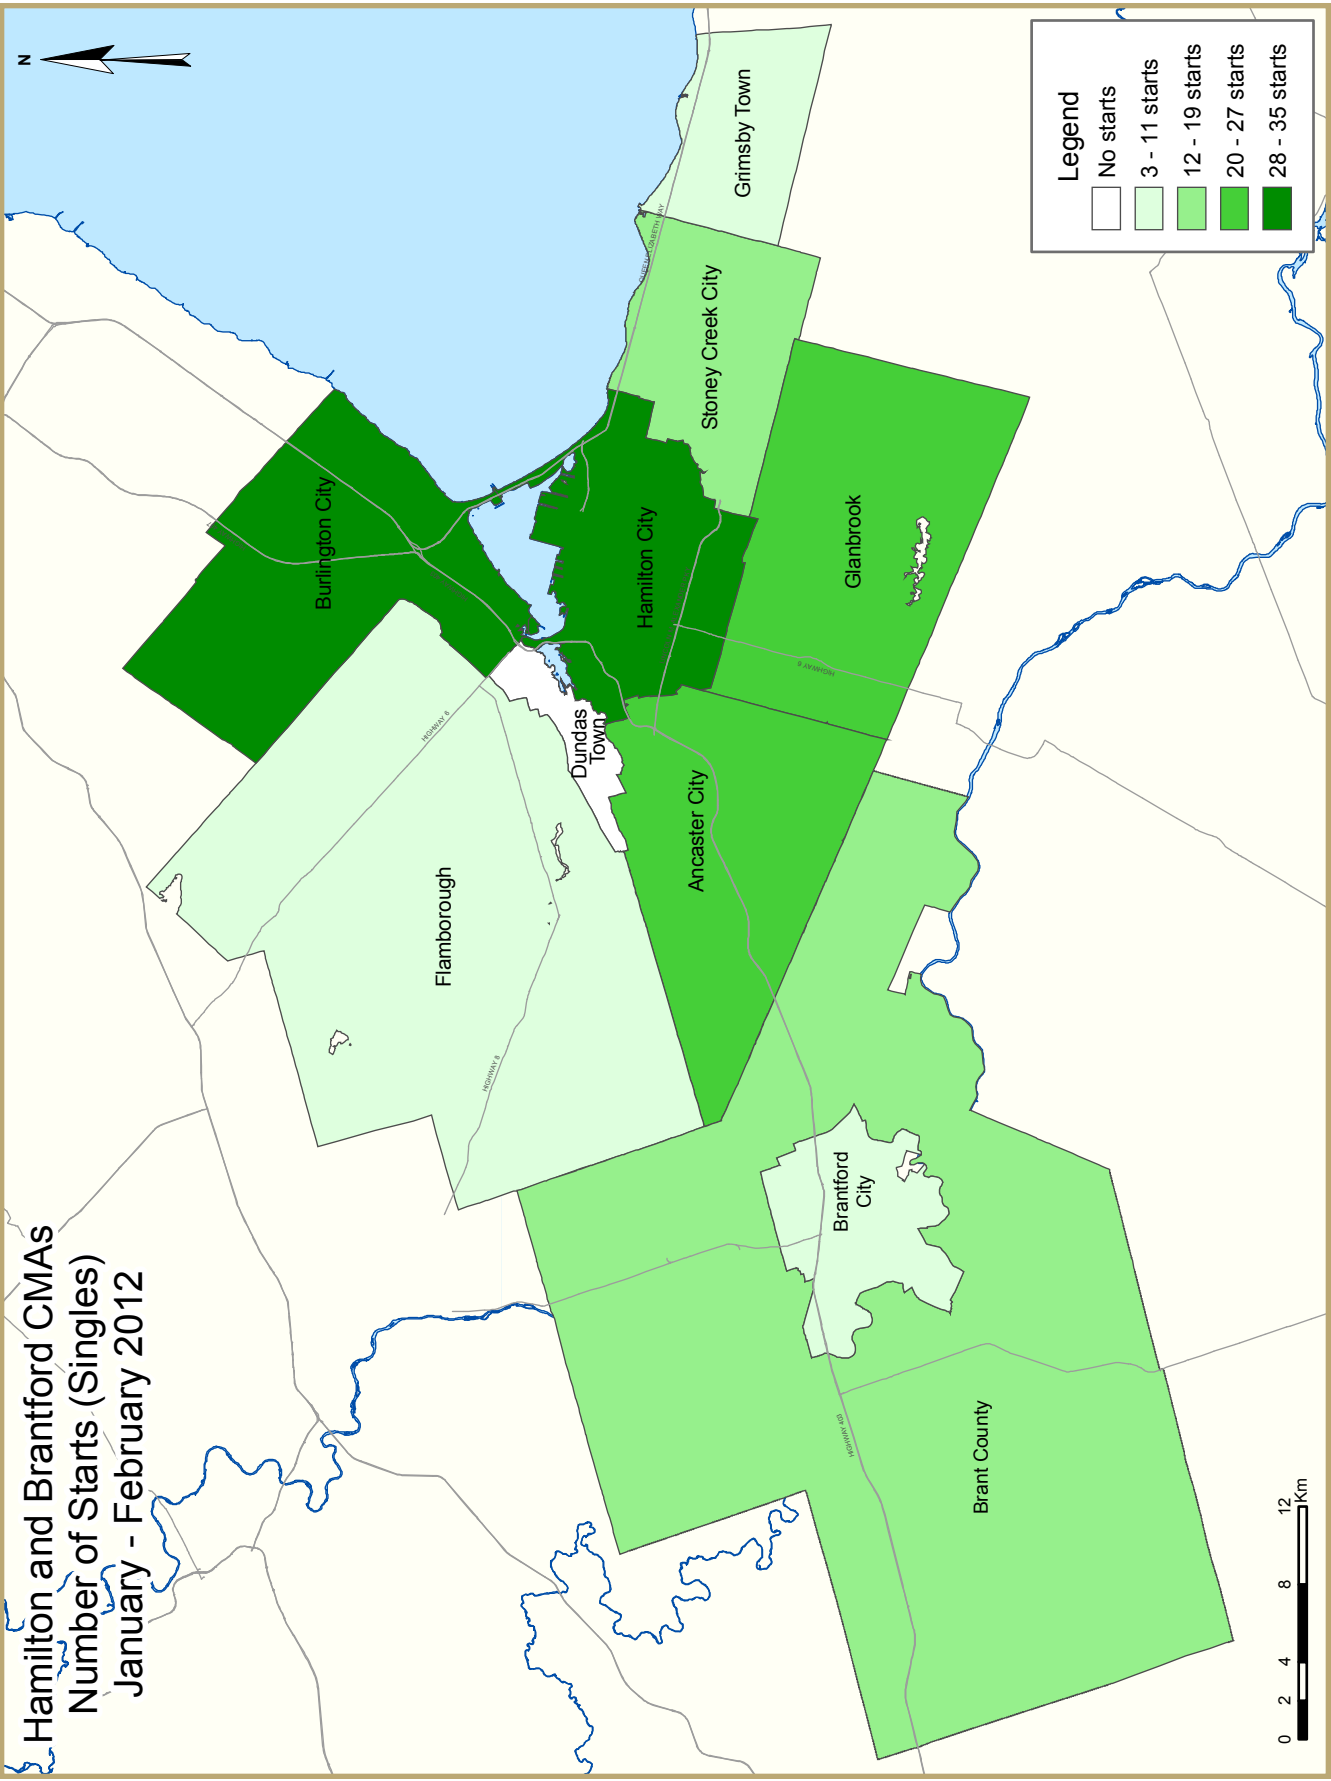 Hamilton and Brantford CMAs
Number of Starts (Singles)
January - February 2012
N
Burlington City
Flamborough
HIGHWAY 6
HIGHWAY 8
Dundas
Town
Hamilton City
Stoney Creek City
Grimsby Town
QUEEN ELIZABETH WAY
Ancaster City
Glanbrook
HIGHWAY 6
Brantford
City
Brant County
HIGHWAY 403
Legend
No starts
3 - 11 starts
12 - 19 starts
20 - 27 starts
28 - 35 starts
0 2 4 8 12
Km